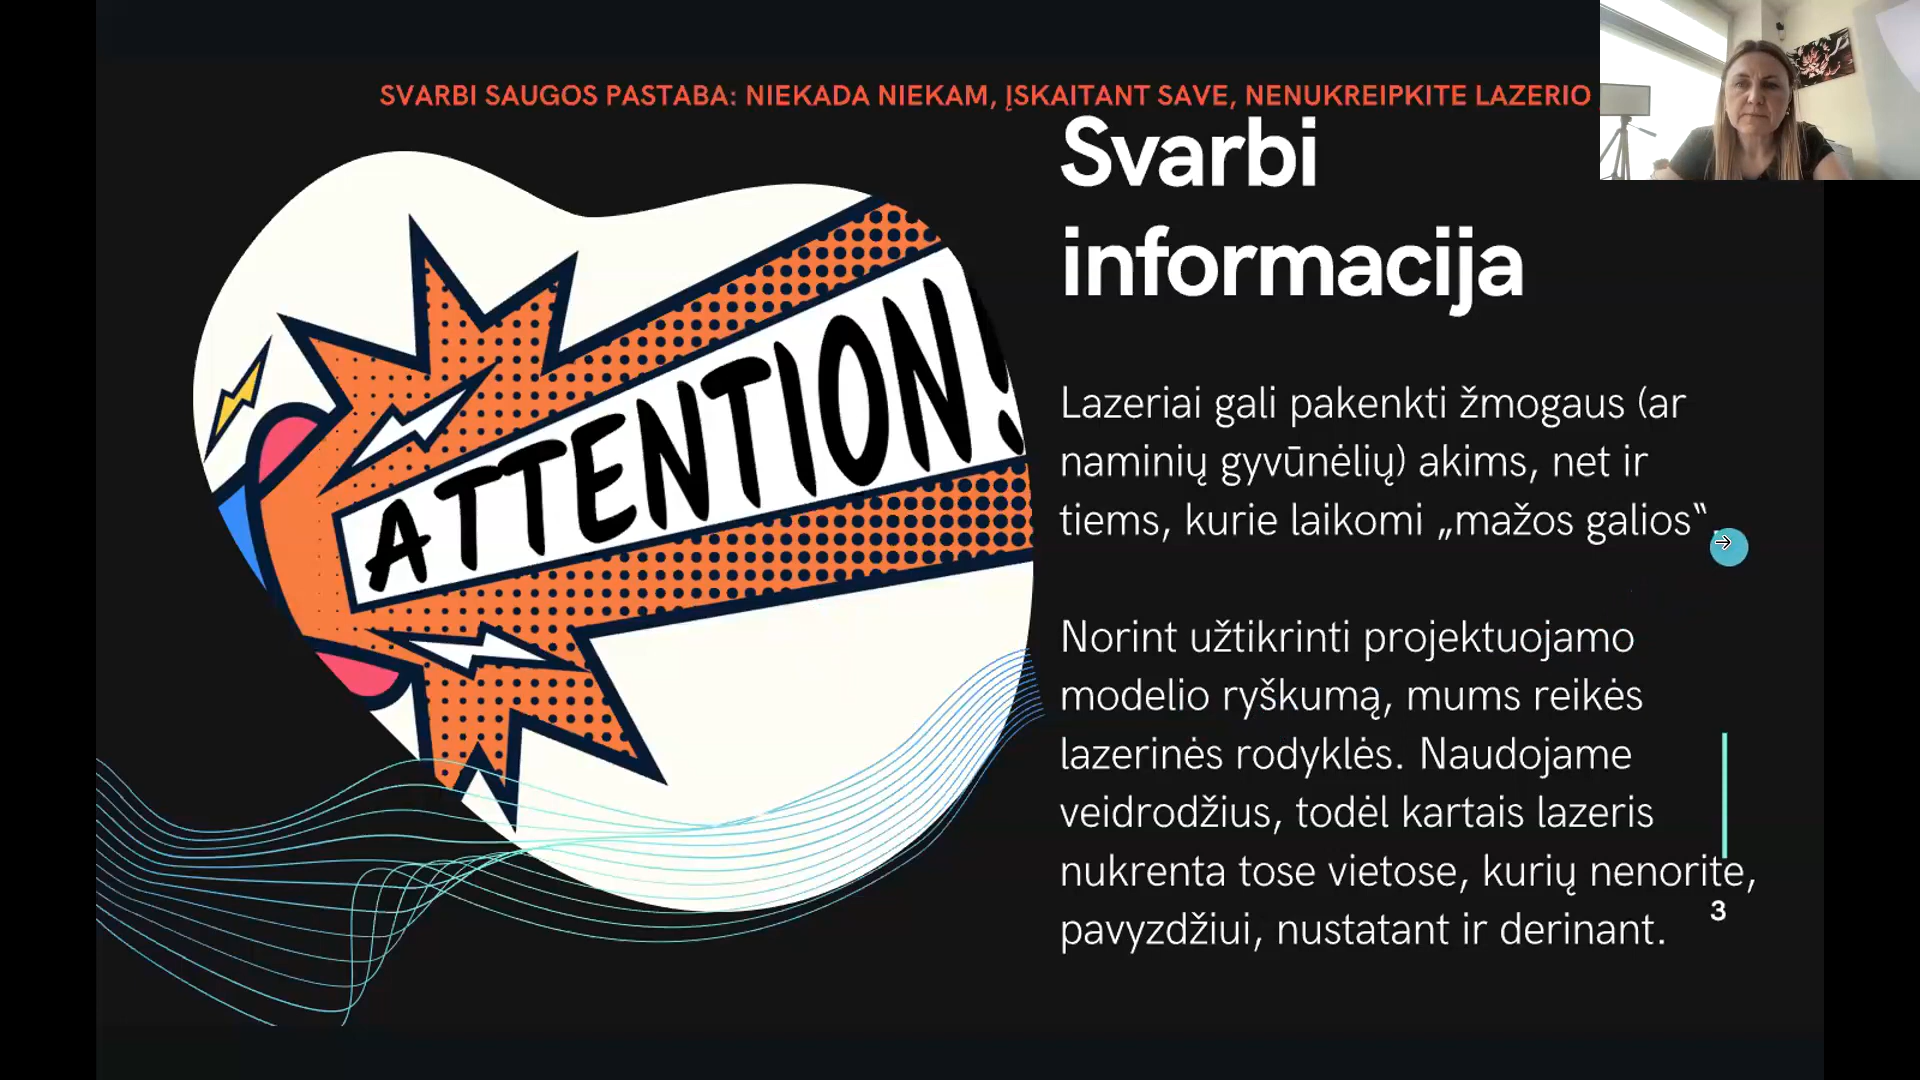 SVARBI SAUGOS PASTABA: NIEKADA NIEKAM, ĮSKAITANT SAVE, NENUKREIPKITE LAZERIO
Svarbi
informacija
ATTENTION!
Lazeriai gali pakenkti žmogaus (ar
naminių gyvūnėlių) akims, net ir
tiems, kurie laikomi „mažos galios“.
Norint užtikrinti projektuojamo
modelio ryškumą, mums reikės
lazerinės rodyklės. Naudojame
veidrodžius, todėl kartais lazeris
nukrenta tose vietose, kurių nenorite,
pavyzdžiui, nustatant ir derinant.
3